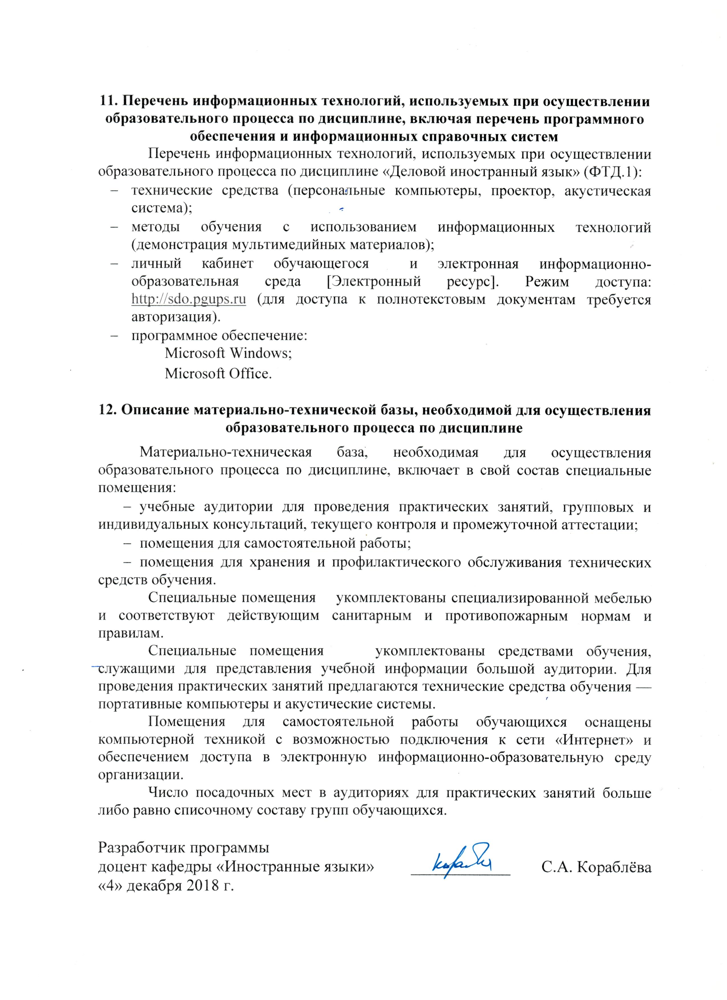 11. Перечень информационных технологий, используемых при осуществлении
образовательного процесса по дисциплине, включая перечень программного
обеспечения и информационных справочных систем
Перечень информационных технологий, используемых при осуществлении
образовательного процесса по дисциплине «Деловой иностранный язык» (ФТД.1):
– технические средства (персональные компьютеры, проектор, акустическая
система);
– методы обучения с использованием информационных технологий
(демонстрация мультимедийных материалов);
– личный кабинет обучающегося и электронная информационно-
образовательная среда [Электронный ресурс]. Режим доступа:
http://sdo.pgups.ru (для доступа к полнотекстовым документам требуется
авторизация).
– программное обеспечение:
Microsoft Windows;
Microsoft Office.
12. Описание материально-технической базы, необходимой для осуществления
образовательного процесса по дисциплине
Материально-техническая база, необходимая для осуществления
образовательного процесса по дисциплине, включает в свой состав специальные
помещения:
– учебные аудитории для проведения практических занятий, групповых и
индивидуальных консультаций, текущего контроля и промежуточной аттестации;
– помещения для самостоятельной работы;
– помещения для хранения и профилактического обслуживания технических
средств обучения.
Специальные помещения укомплектованы специализированной мебелью
и соответствуют действующим санитарным и противопожарным нормам и
правилам.
Специальные помещения укомплектованы средствами обучения,
служащими для представления учебной информации большой аудитории. Для
проведения практических занятий предлагаются технические средства обучения —
портативные компьютеры и акустические системы.
Помещения для самостоятельной работы обучающихся оснащены
компьютерной техникой с возможностью подключения к сети «Интернет» и
обеспечением доступа в электронную информационно-образовательную среду
организации.
Число посадочных мест в аудиториях для практических занятий больше
либо равно списочному составу групп обучающихся.
Разработчик программы
доцент кафедры «Иностранные языки» С.А. Кораблёва
«4» декабря 2018 г.